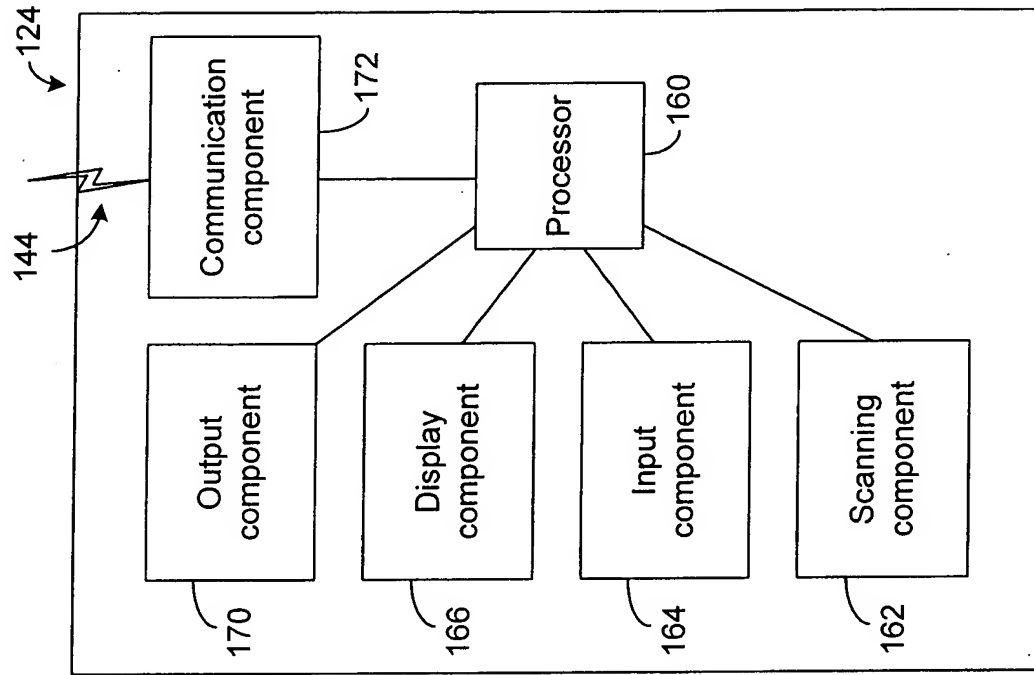 124
144
Communication
component
172
Processor
160
Output
component
170
Display
component
166
Input
component
164
Scanning
component
162